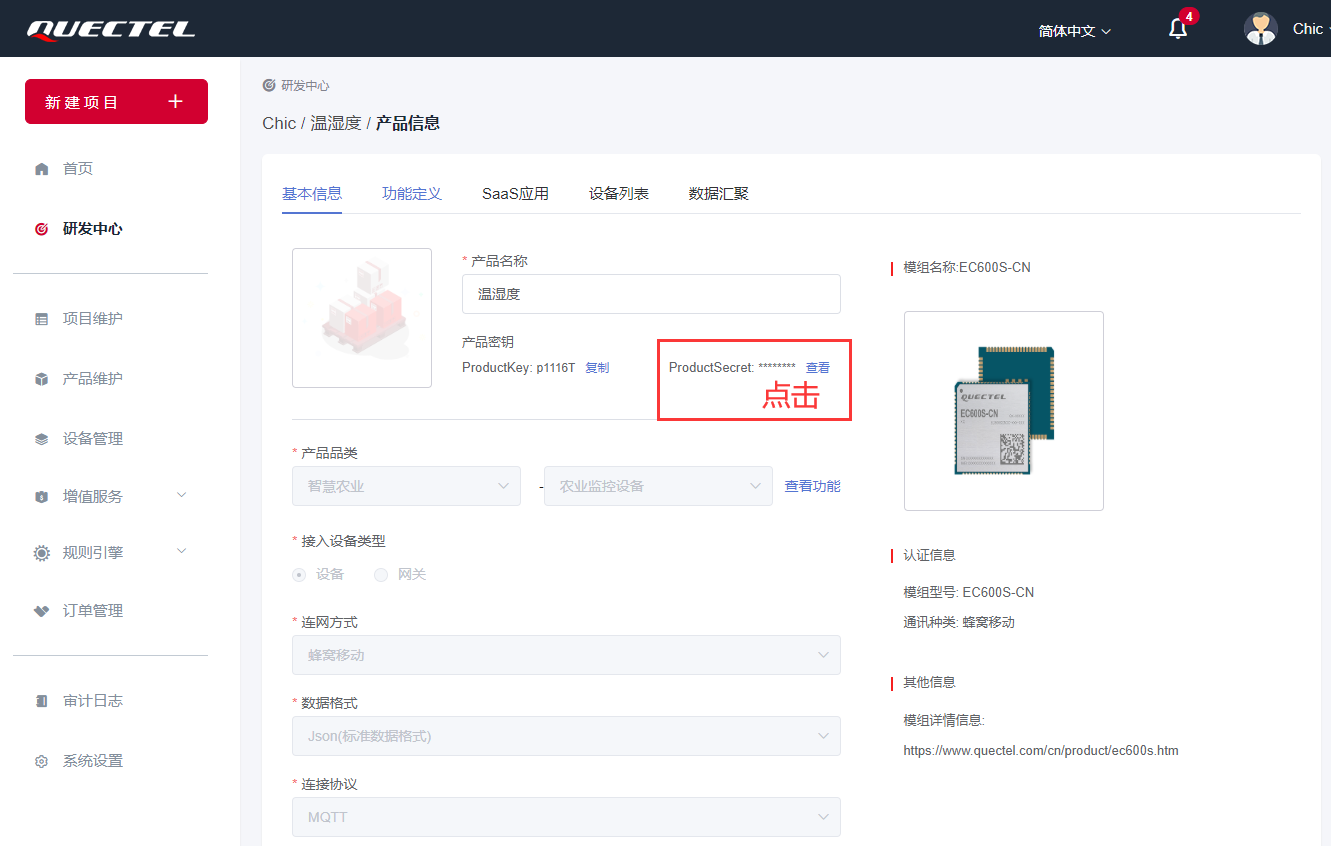 QUECTEL
简体中文
4
Chic
新建项目 +
首页
研发中心
项目维护
产品维护
设备管理
增值服务
规则引擎
订单管理
审计日志
系统设置
研发中心
Chic / 温湿度 / 产品信息
基本信息 功能定义 SaaS应用 设备列表 数据汇聚
* 产品名称
温湿度
产品密钥
ProductKey: p1116T 复制
ProductSecret: ******** 查看
点击
* 产品品类
智慧农业 - 农业监控设备 查看功能
* 接入设备类型
设备 网关
* 连网方式
蜂窝移动
* 数据格式
Json(标准数据格式)
* 连接协议
MQTT
模组名称:EC600S-CN
QUECTEL
EC600S-CN
认证信息
模组型号: EC600S-CN
通讯种类: 蜂窝移动
其他信息
模组详情信息:
https://www.quectel.com/cn/product/ec600s.htm